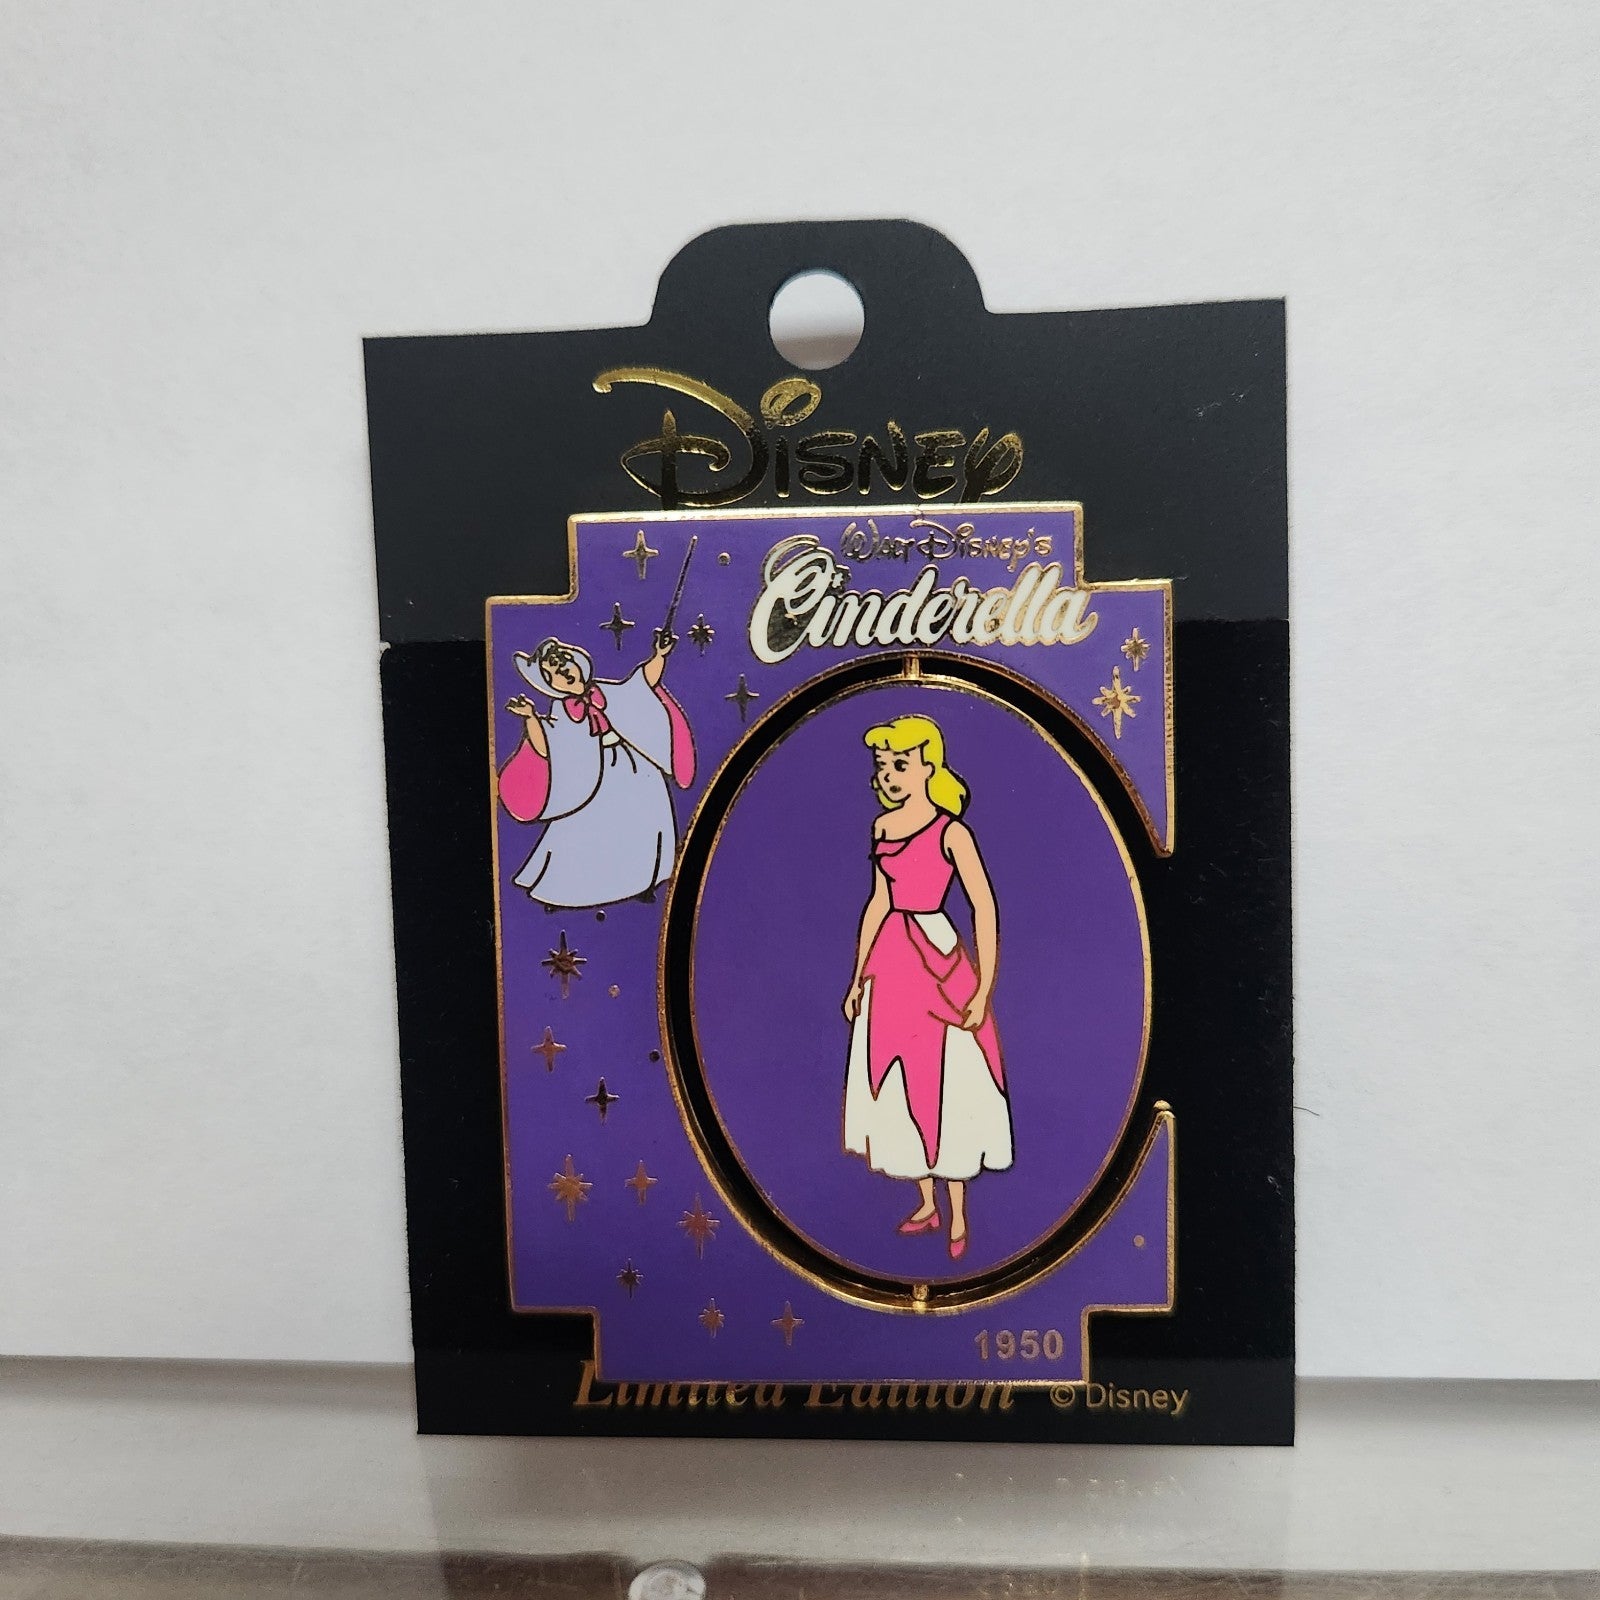 Disney
Walt Disney's
Cinderella
1950
Limited Edition © Disney